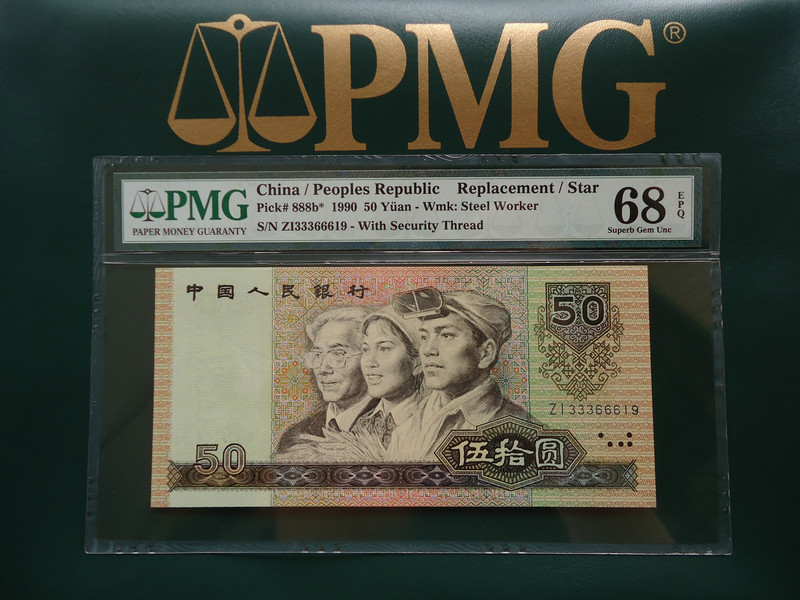 PMG®
PMG
PAPER MONEY GUARANTY
China / Peoples Republic Replacement / Star
Pick# 888b* 1990 50 Yüan - Wmk: Steel Worker
S/N ZI33366619 - With Security Thread
68
EPQ
Superb Gem Unc
中国人民银行
50
ZI33366619
50
伍拾圆